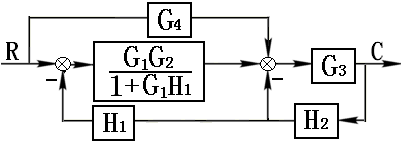 G₄
R
G₁G₂
1+G₁H₁
G₃
C
−
−
H₁
H₂